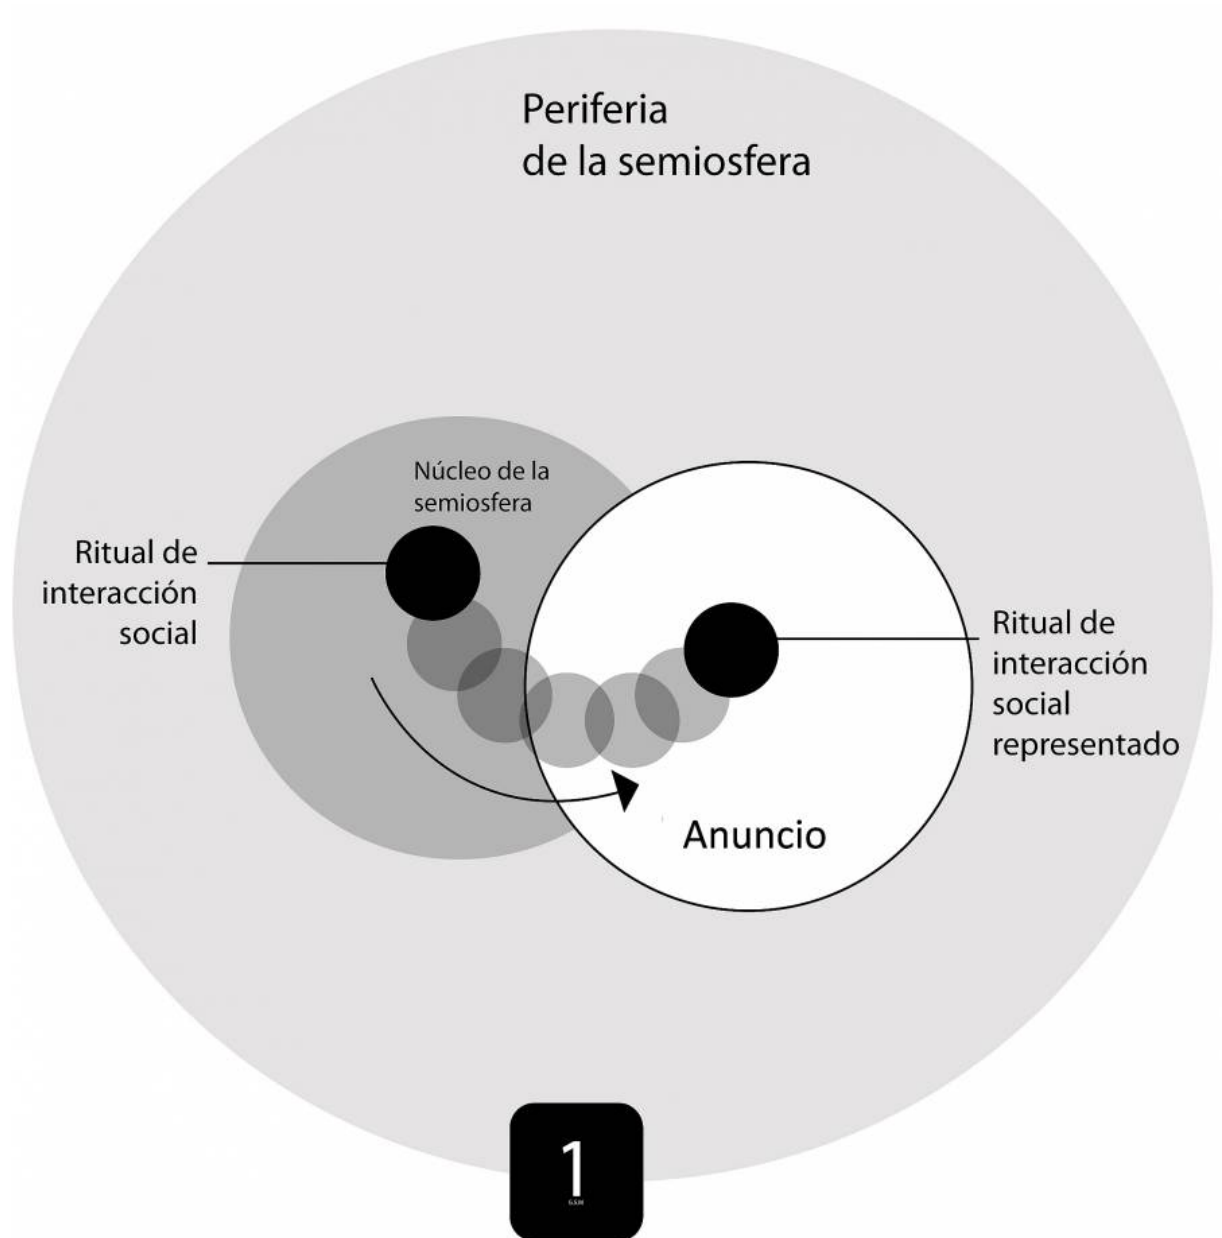 Periferia
de la semiosfera
Núcleo de la
semiosfera
Ritual de
interacción
social
Ritual de
interacción
social
representado
Anuncio
1
G.S.M